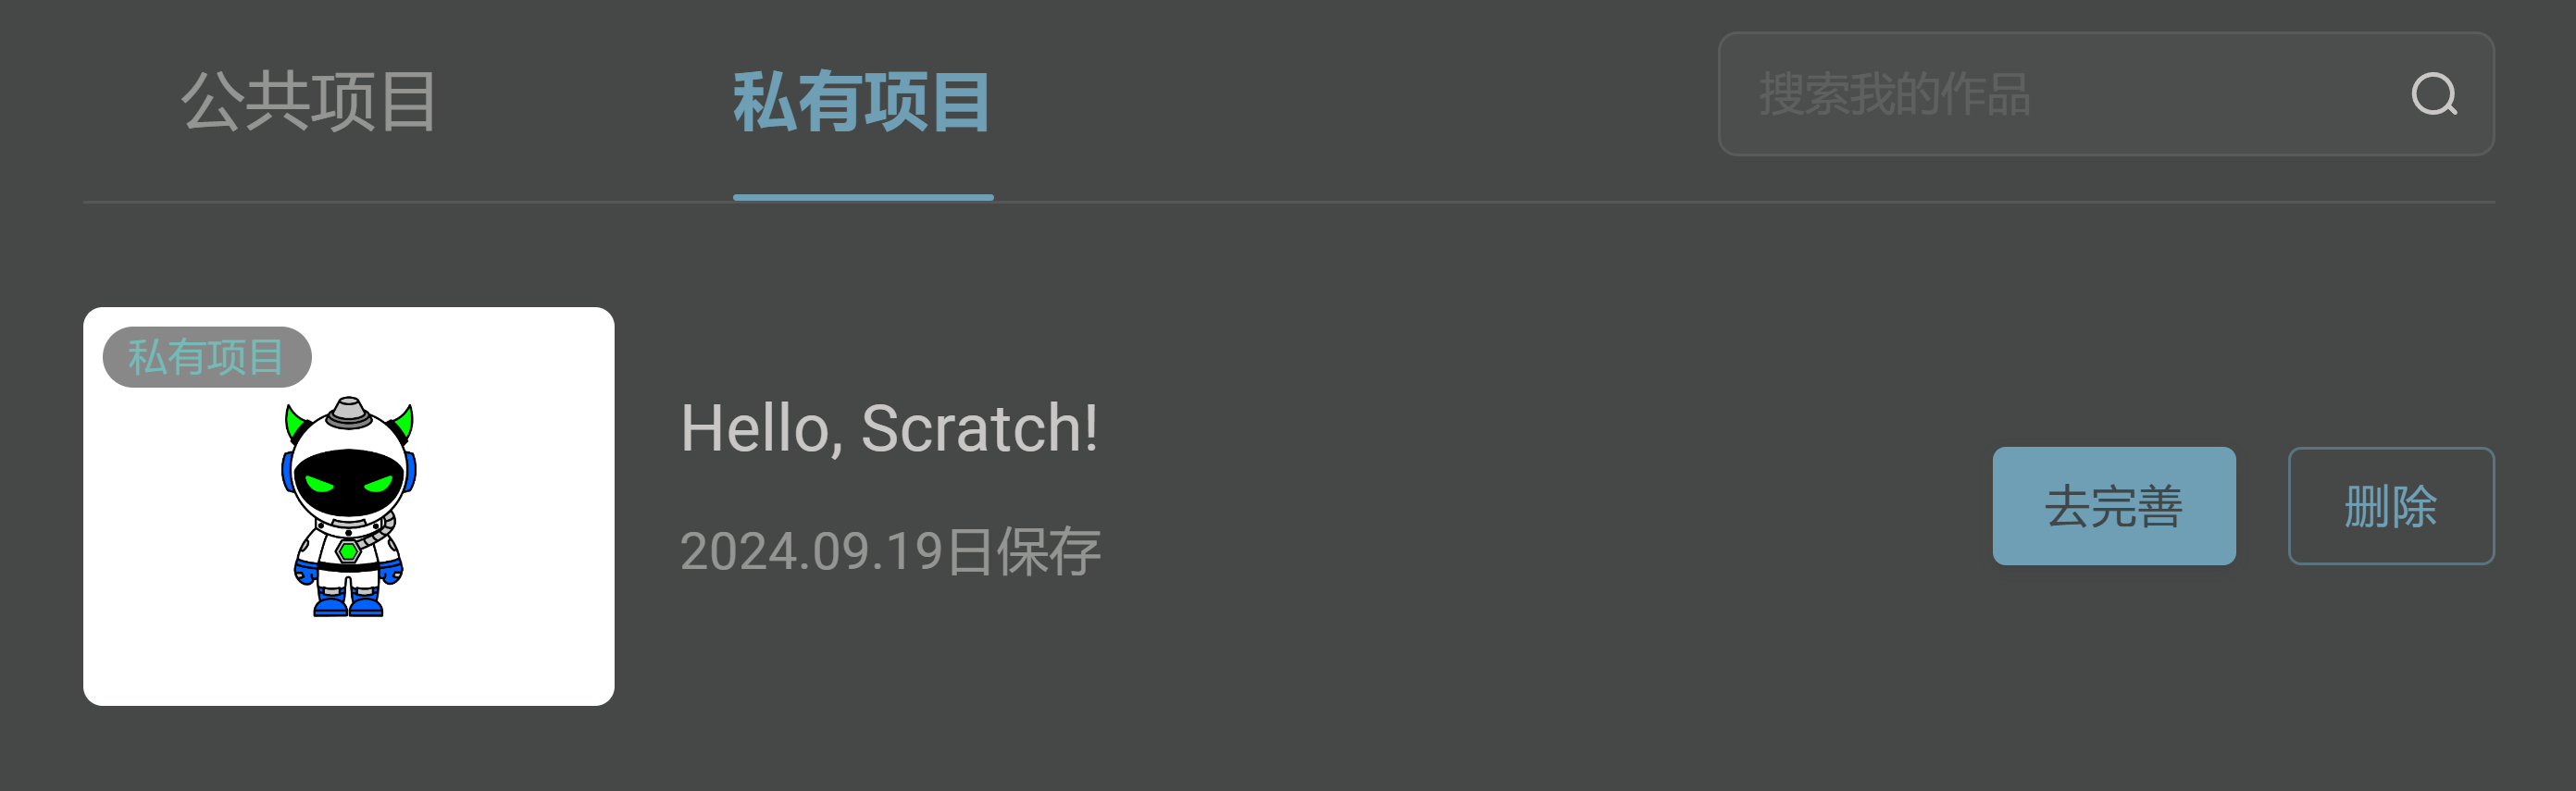 公共项目
私有项目
搜索我的作品
私有项目
Hello, Scratch!
2024.09.19日保存
去完善
删除